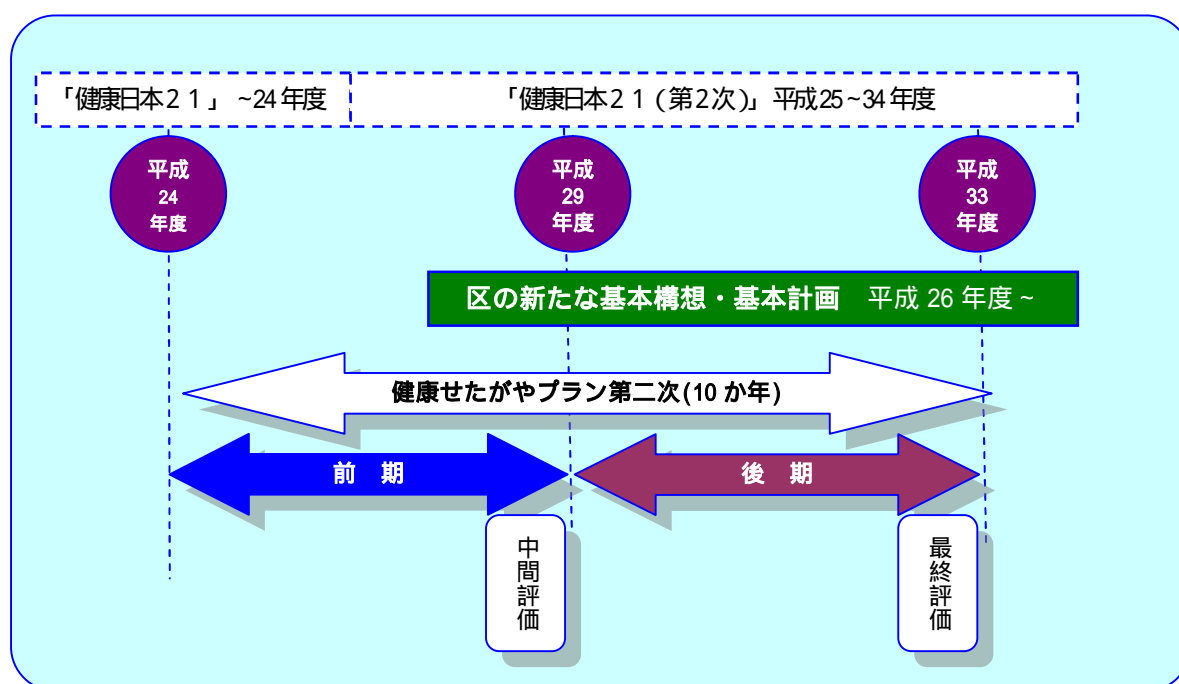 「健康日本21」 ~24年度
「健康日本21(第2次)」平成25~34年度
平成
24
年度
平成
29
年度
平成
33
年度
区の新たな基本構想・基本計画 平成 26 年度 ~
健康せたがやプラン第二次(10 か年)
前 期
後 期
中間評価
最終評価